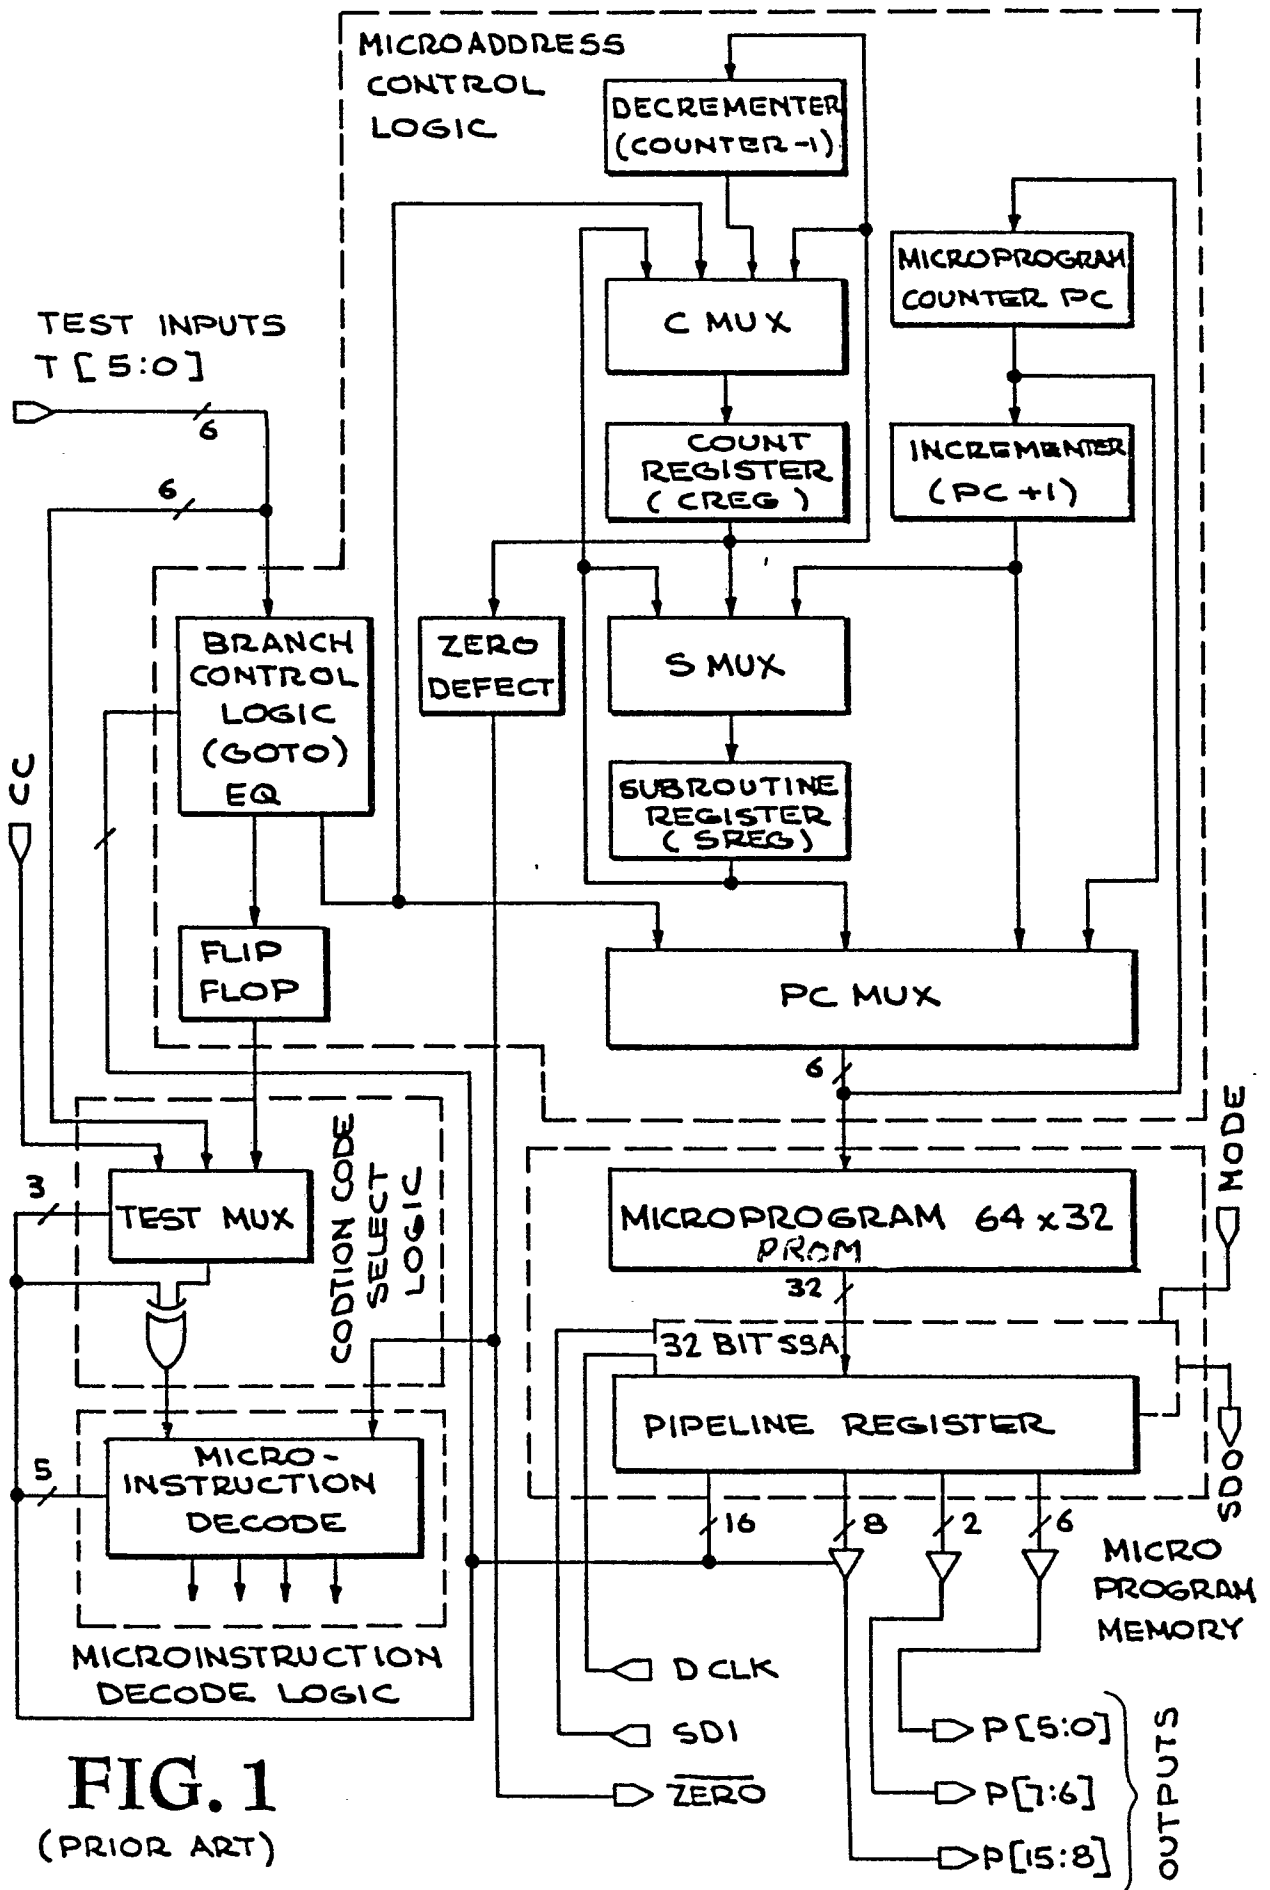 MICROADDRESS
CONTROL
LOGIC
DECREMENTER
(COUNTER-1)
MICROPROGRAM
COUNTER PC
C MUX
TEST INPUTS
T [5:0]
6
6
COUNT
REGISTER
(CREG)
INCREMENTER
(PC+1)
BRANCH
CONTROL
LOGIC
(GOTO)
EQ
ZERO
DEFECT
S MUX
CC
SUBROUTINE
REGISTER
(SREG)
FLIP
FLOP
PC MUX
6
MODE
CODTION CODE
SELECT
LOGIC
3
TEST MUX
MICROPROGRAM 64 x 32
PROM
32
32 BIT SSA
PIPELINE REGISTER
SDO
5
MICRO-
INSTRUCTION
DECODE
16
8
2
6
MICRO
PROGRAM
MEMORY
MICROINSTRUCTION
DECODE LOGIC
D CLK
SDI
ZERO
P[5:0]
P[7:6]
P[15:8]
OUTPUTS
FIG. 1
(PRIOR ART)